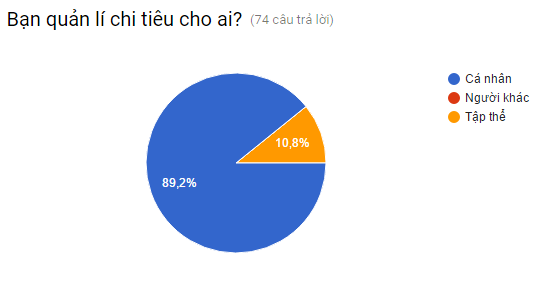 Bạn quản lí chi tiêu cho ai? (74 câu trả lời)
Cá nhân
Người khác
Tập thể
10,8%
89,2%